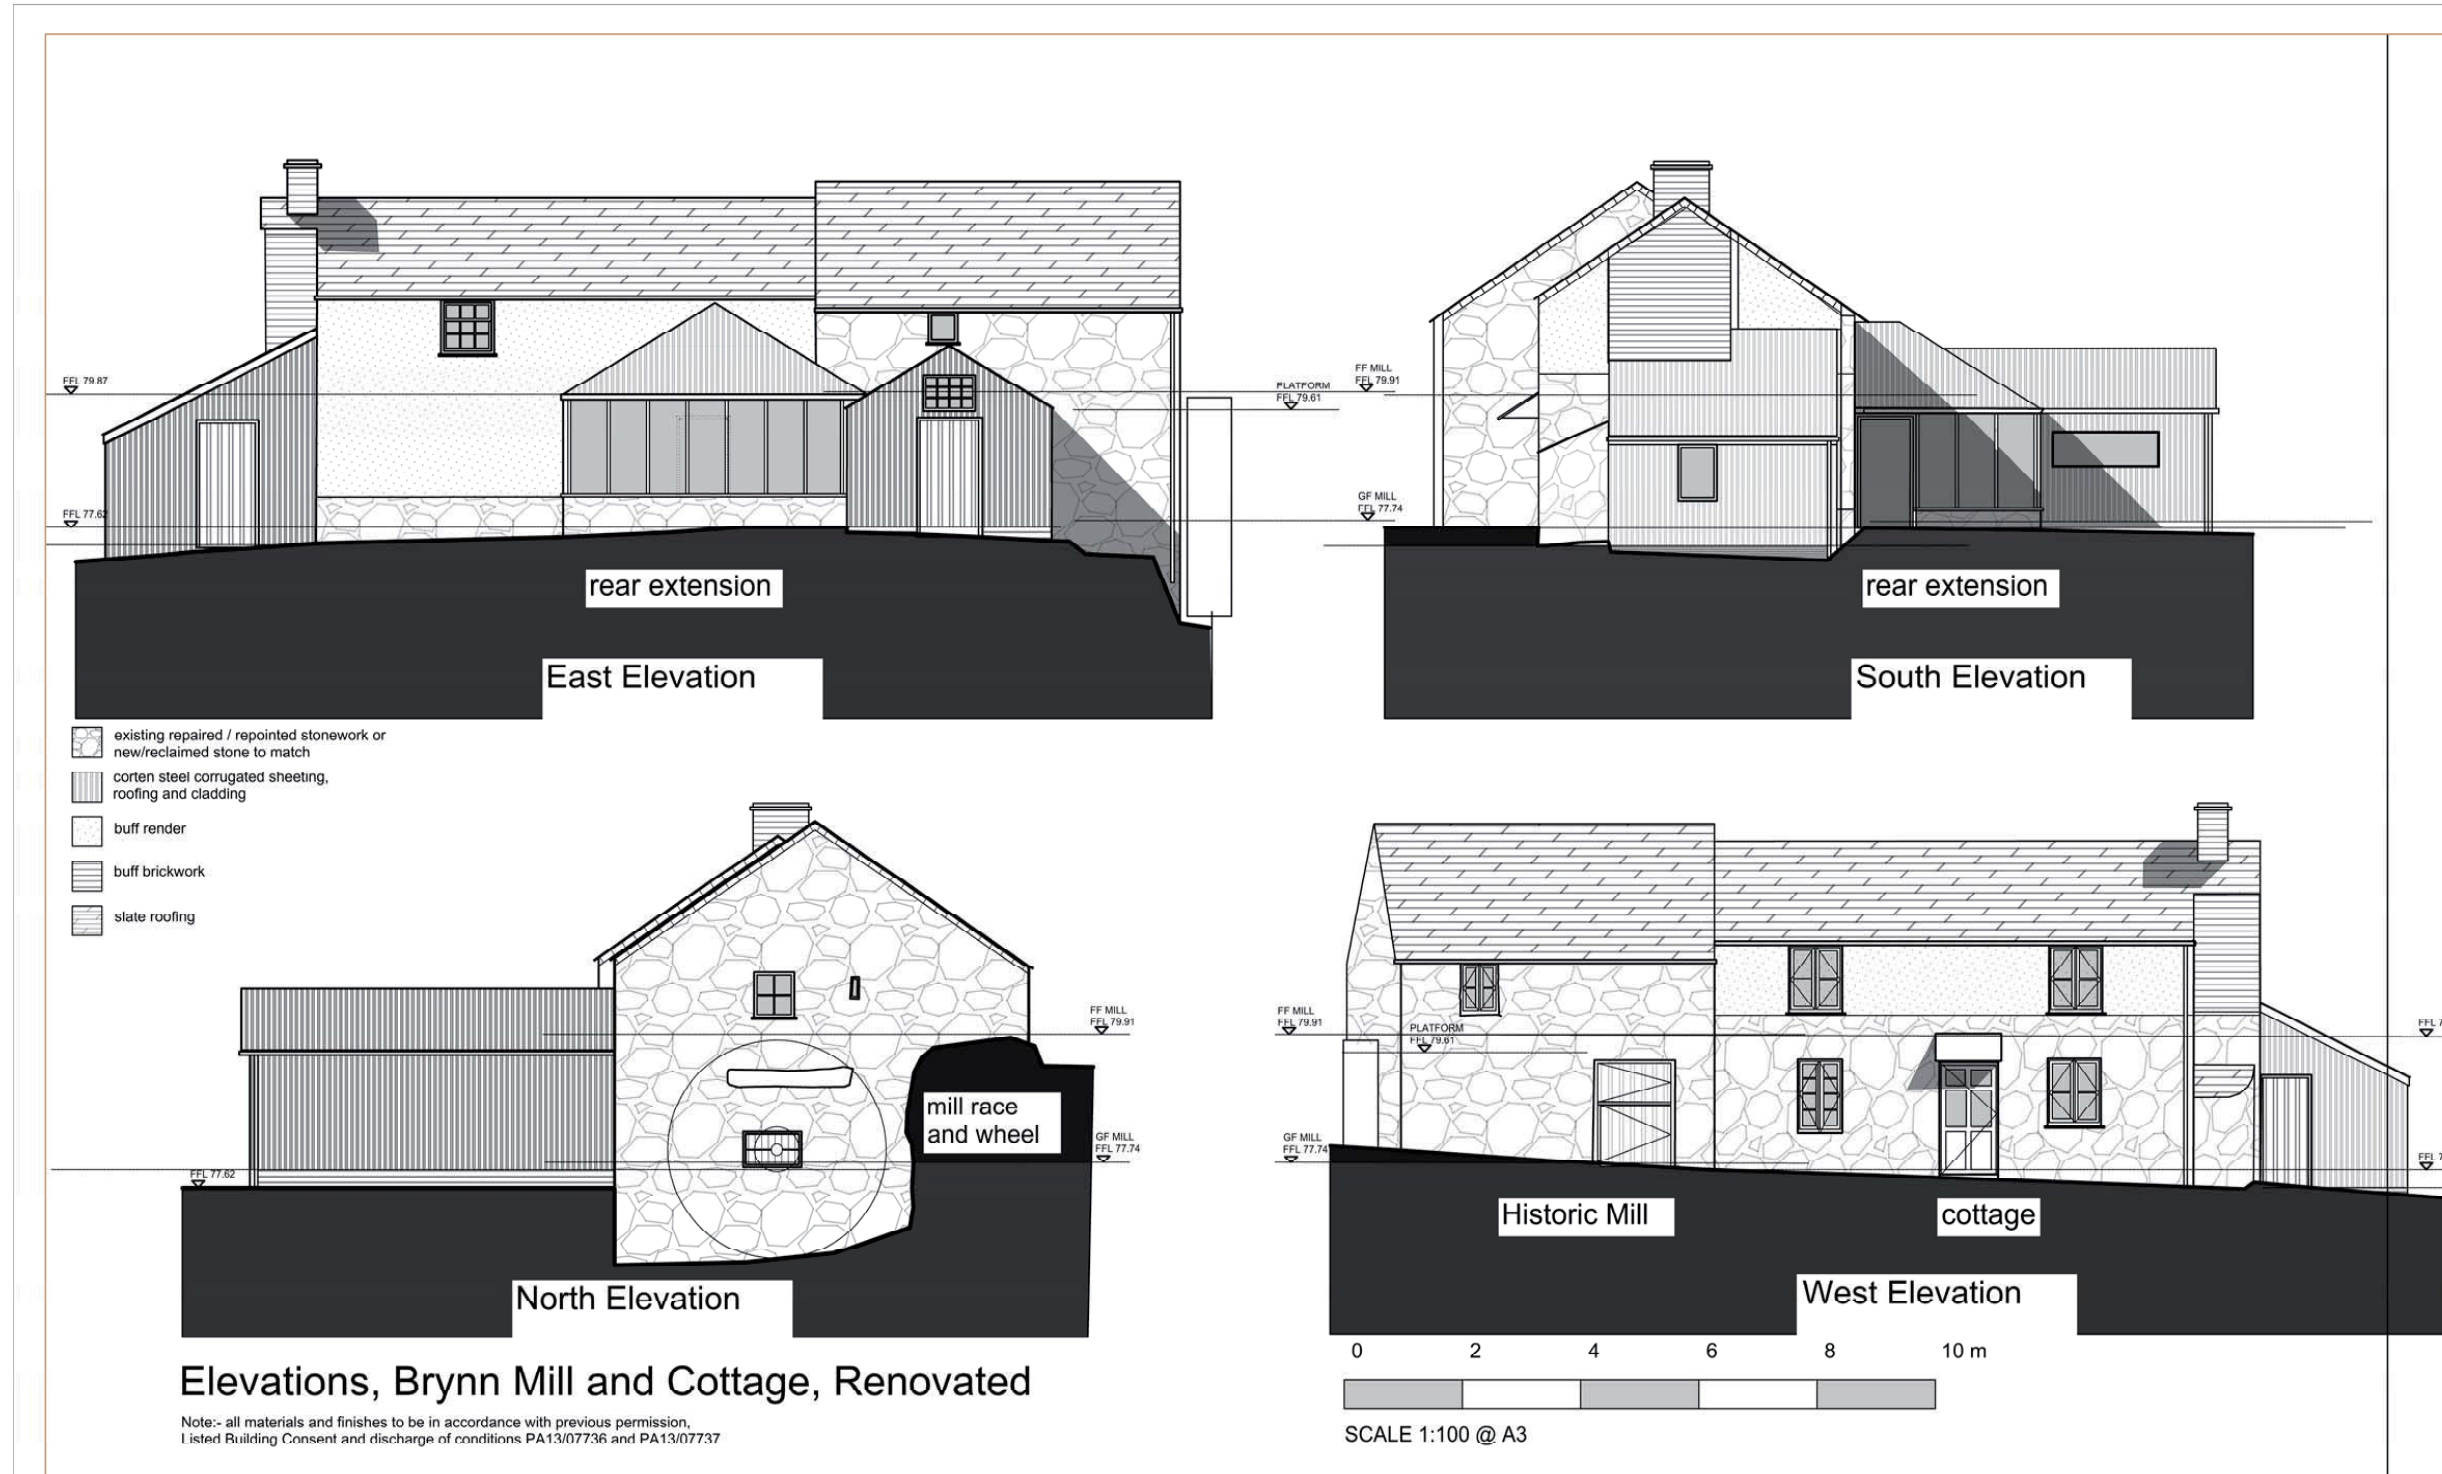 FFL 79.87
FFL 77.62
PLATFORM
FFL 79.61
FF MILL
FFL 79.91
GF MILL
FFL 77.74
rear extension
East Elevation
rear extension
South Elevation
existing repaired / repointed stonework or
new/reclaimed stone to match
corten steel corrugated sheeting,
roofing and cladding
buff render
buff brickwork
slate roofing
FF MILL
FFL 79.91
mill race
and wheel
GF MILL
FFL 77.74
FFL 77.62
North Elevation
FF MILL
FFL 79.91
PLATFORM
FFL 79.61
GF MILL
FFL 77.74
FFL 7
FFL 7
Historic Mill
cottage
West Elevation
0 2 4 6 8 10 m
SCALE 1:100 @ A3
Elevations, Brynn Mill and Cottage, Renovated
Note:- all materials and finishes to be in accordance with previous permission,
Listed Building Consent and discharge of conditions PA13/07736 and PA13/07737